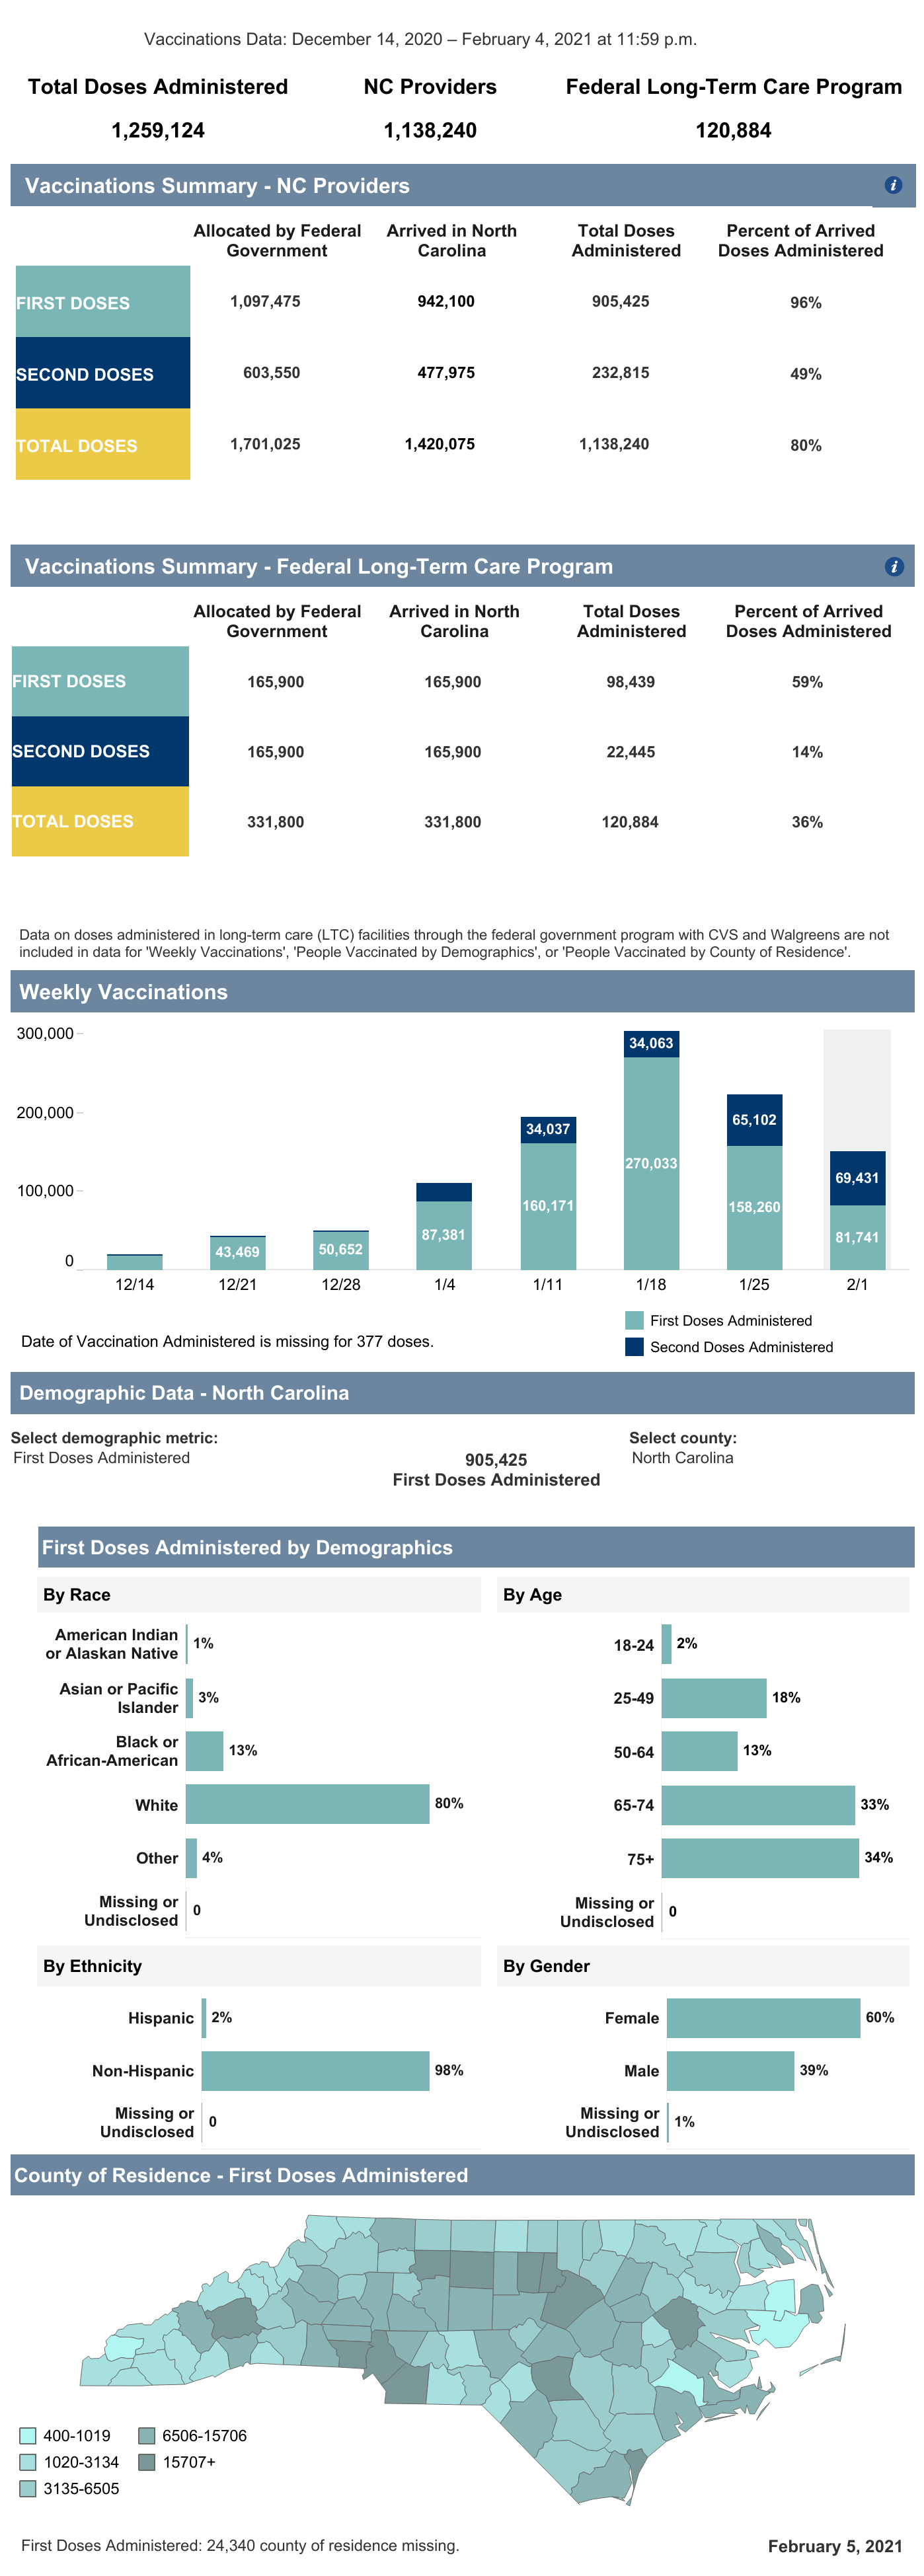 Vaccinations Data: December 14, 2020 – February 4, 2021 at 11:59 p.m.
Total Doses Administered NC Providers Federal Long-Term Care Program
1,259,124 1,138,240 120,884
Vaccinations Summary - NC Providers i
Allocated by Federal Arrived in North Total Doses Percent of Arrived
Government Carolina Administered Doses Administered
FIRST DOSES 1,097,475 942,100 905,425 96%
SECOND DOSES 603,550 477,975 232,815 49%
TOTAL DOSES 1,701,025 1,420,075 1,138,240 80%
Vaccinations Summary - Federal Long-Term Care Program i
Allocated by Federal Arrived in North Total Doses Percent of Arrived
Government Carolina Administered Doses Administered
FIRST DOSES 165,900 165,900 98,439 59%
SECOND DOSES 165,900 165,900 22,445 14%
TOTAL DOSES 331,800 331,800 120,884 36%
Data on doses administered in long-term care (LTC) facilities through the federal government program with CVS and Walgreens are not
included in data for 'Weekly Vaccinations', 'People Vaccinated by Demographics', or 'People Vaccinated by County of Residence'.
Weekly Vaccinations
300,000
200,000
100,000
0
43,469
50,652
87,381
34,037
160,171
34,063
270,033
65,102
158,260
69,431
81,741
12/14 12/21 12/28 1/4 1/11 1/18 1/25 2/1
First Doses Administered
Second Doses Administered
Date of Vaccination Administered is missing for 377 doses.
Demographic Data - North Carolina
Select demographic metric:
First Doses Administered
905,425
First Doses Administered
Select county:
North Carolina
First Doses Administered by Demographics
By Race
American Indian
or Alaskan Native 1%
Asian or Pacific
Islander 3%
Black or
African-American 13%
White 80%
Other 4%
Missing or
Undisclosed 0
By Age
18-24 2%
25-49 18%
50-64 13%
65-74 33%
75+ 34%
Missing or
Undisclosed 0
By Ethnicity
Hispanic 2%
Non-Hispanic 98%
Missing or
Undisclosed 0
By Gender
Female 60%
Male 39%
Missing or
Undisclosed 1%
County of Residence - First Doses Administered
400-1019
1020-3134
3135-6505
6506-15706
15707+
First Doses Administered: 24,340 county of residence missing.
February 5, 2021